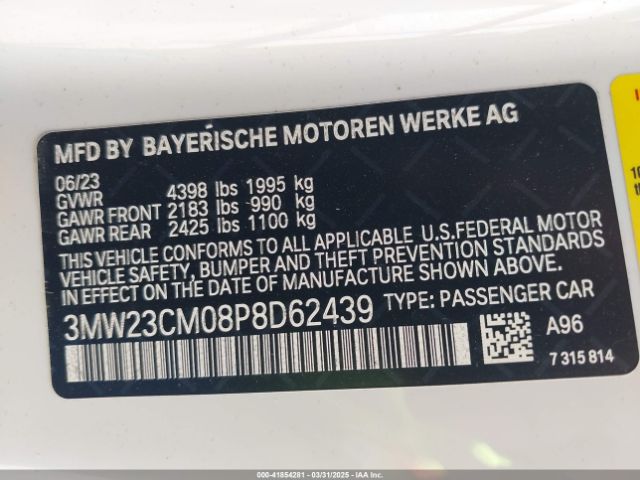 MFD BY BAYERISCHE MOTOREN WERKE AG
06/23
GVWR 4398 lbs 1995 kg
GAWR FRONT 2183 lbs 990 kg
GAWR REAR 2425 lbs 1100 kg
THIS VEHICLE CONFORMS TO ALL APPLICABLE U.S.FEDERAL MOTOR
VEHICLE SAFETY, BUMPER AND THEFT PREVENTION STANDARDS
IN EFFECT ON THE DATE OF MANUFACTURE SHOWN ABOVE.
3MW23CM08P8D62439 TYPE: PASSENGER CAR
A96
7 315 814
000-41854281 - 03/31/2025 - IAA Inc.